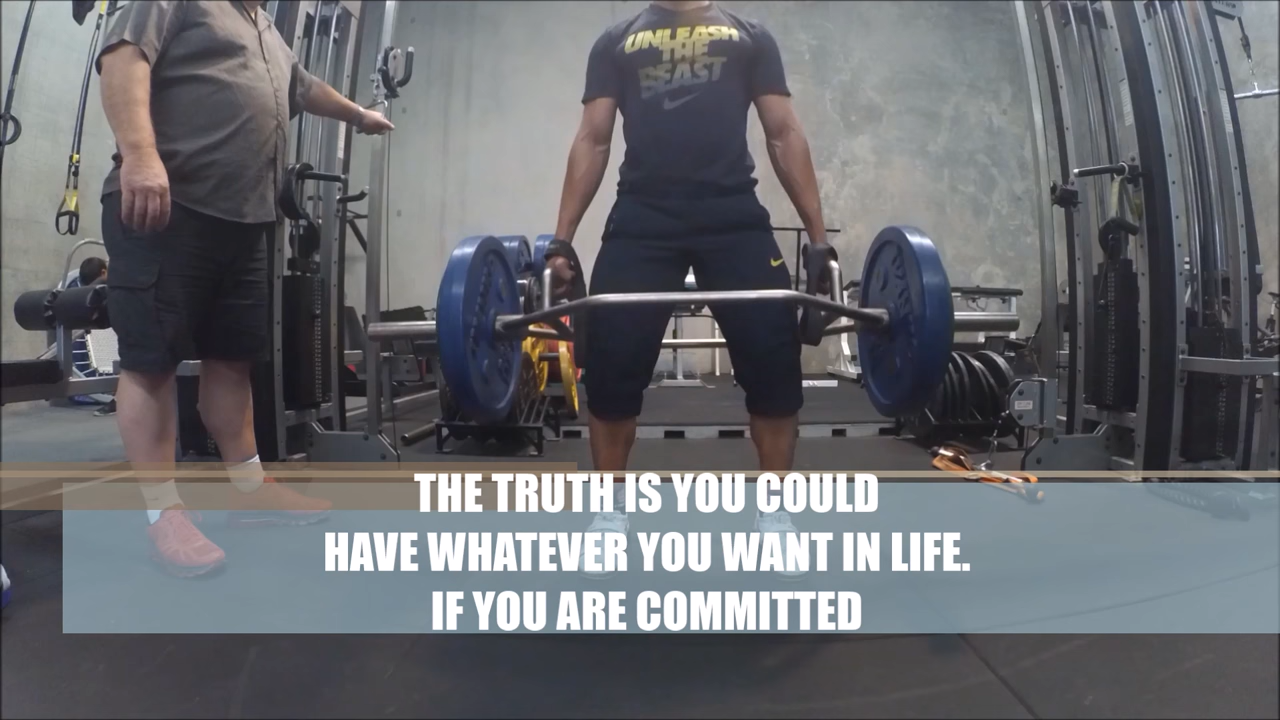 UNLEASH
THE
BEAST
THE TRUTH IS YOU COULD
HAVE WHATEVER YOU WANT IN LIFE.
IF YOU ARE COMMITTED